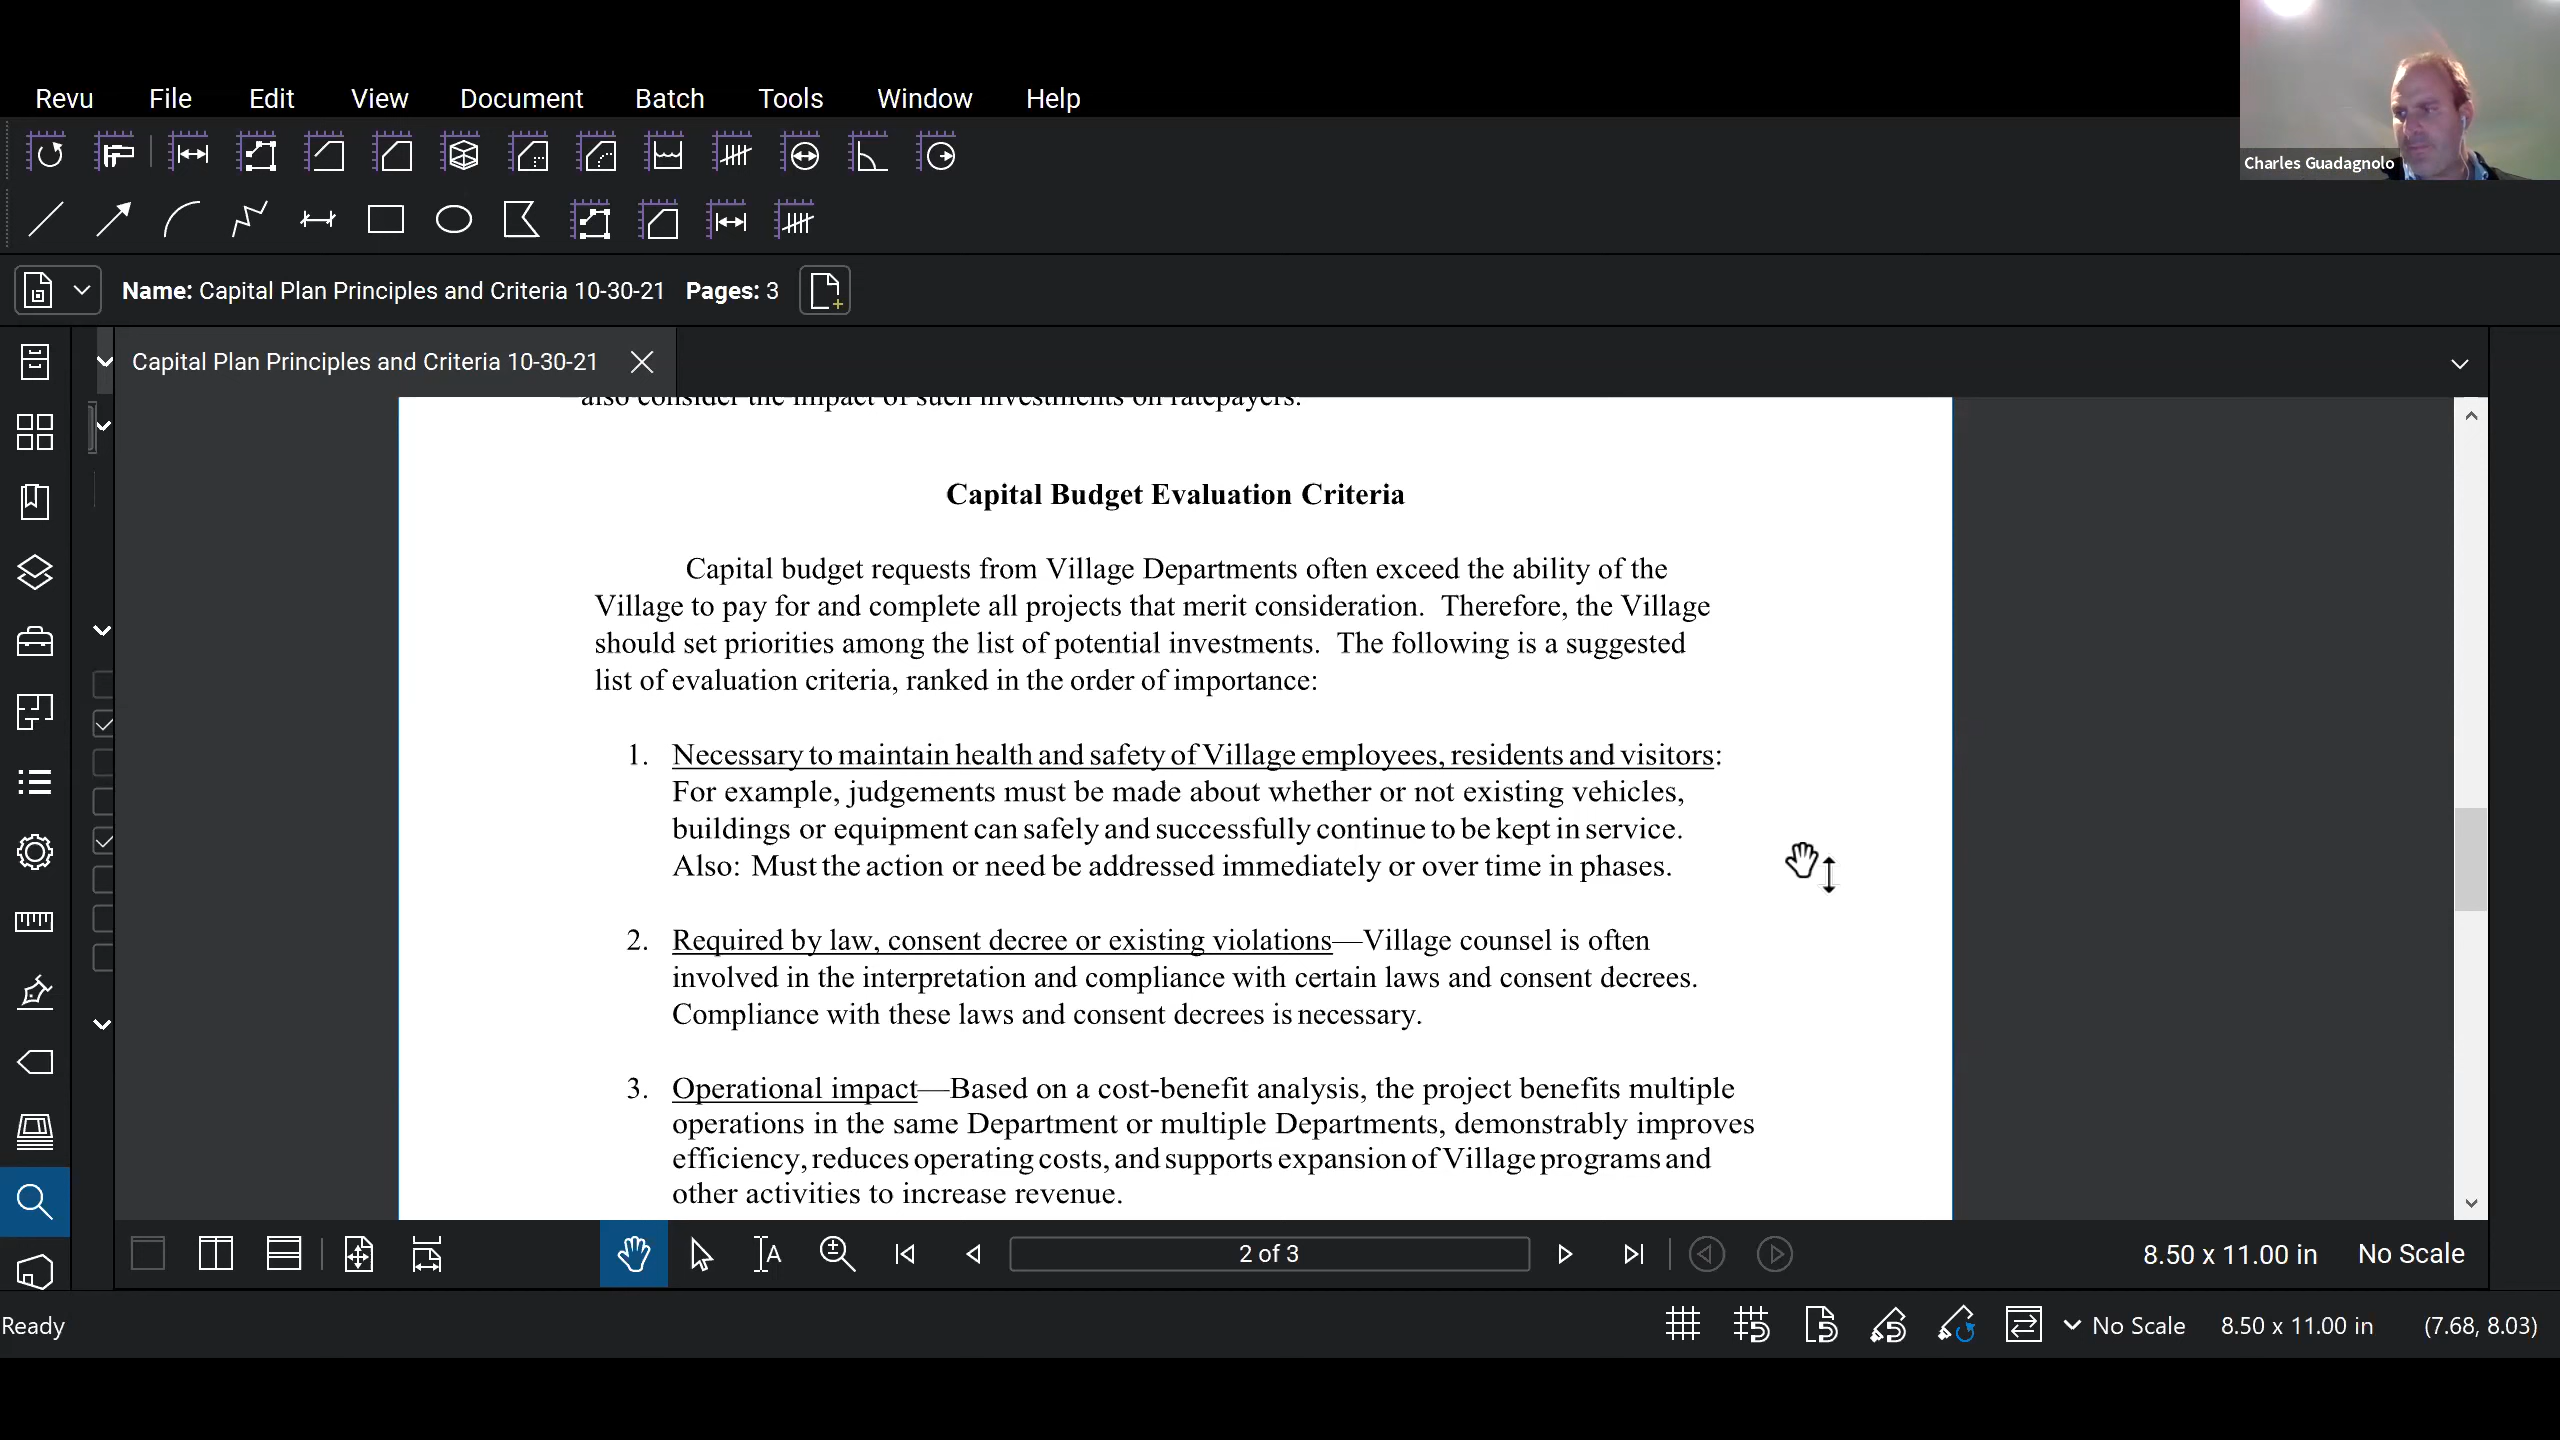 Revu File Edit View Document Batch Tools Window Help
Charles Guadagnolo
Name: Capital Plan Principles and Criteria 10-30-21 Pages: 3
Capital Plan Principles and Criteria 10-30-21
also consider the impact of such investments on ratepayers.
Capital Budget Evaluation Criteria
Capital budget requests from Village Departments often exceed the ability of the
Village to pay for and complete all projects that merit consideration. Therefore, the Village
should set priorities among the list of potential investments. The following is a suggested
list of evaluation criteria, ranked in the order of importance:
1. Necessary to maintain health and safety of Village employees, residents and visitors:
For example, judgements must be made about whether or not existing vehicles,
buildings or equipment can safely and successfully continue to be kept in service.
Also: Must the action or need be addressed immediately or over time in phases.
2. Required by law, consent decree or existing violations—Village counsel is often
involved in the interpretation and compliance with certain laws and consent decrees.
Compliance with these laws and consent decrees is necessary.
3. Operational impact—Based on a cost-benefit analysis, the project benefits multiple
operations in the same Department or multiple Departments, demonstrably improves
efficiency, reduces operating costs, and supports expansion of Village programs and
other activities to increase revenue.
2 of 3
8.50 x 11.00 in No Scale
Ready
No Scale 8.50 x 11.00 in (7.68, 8.03)